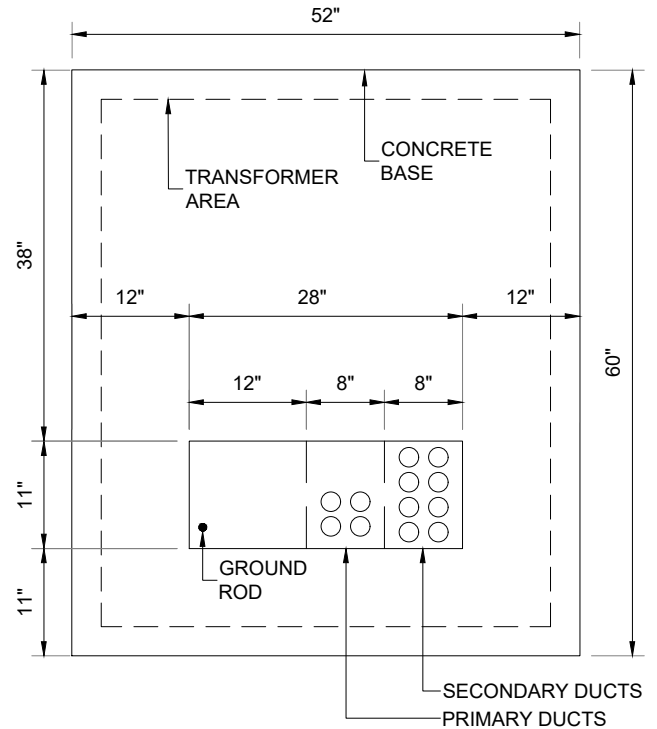 52"
CONCRETE
BASE
TRANSFORMER
AREA
38"
12"
28"
12"
60"
12"
8"
8"
11"
GROUND
ROD
11"
SECONDARY DUCTS
PRIMARY DUCTS